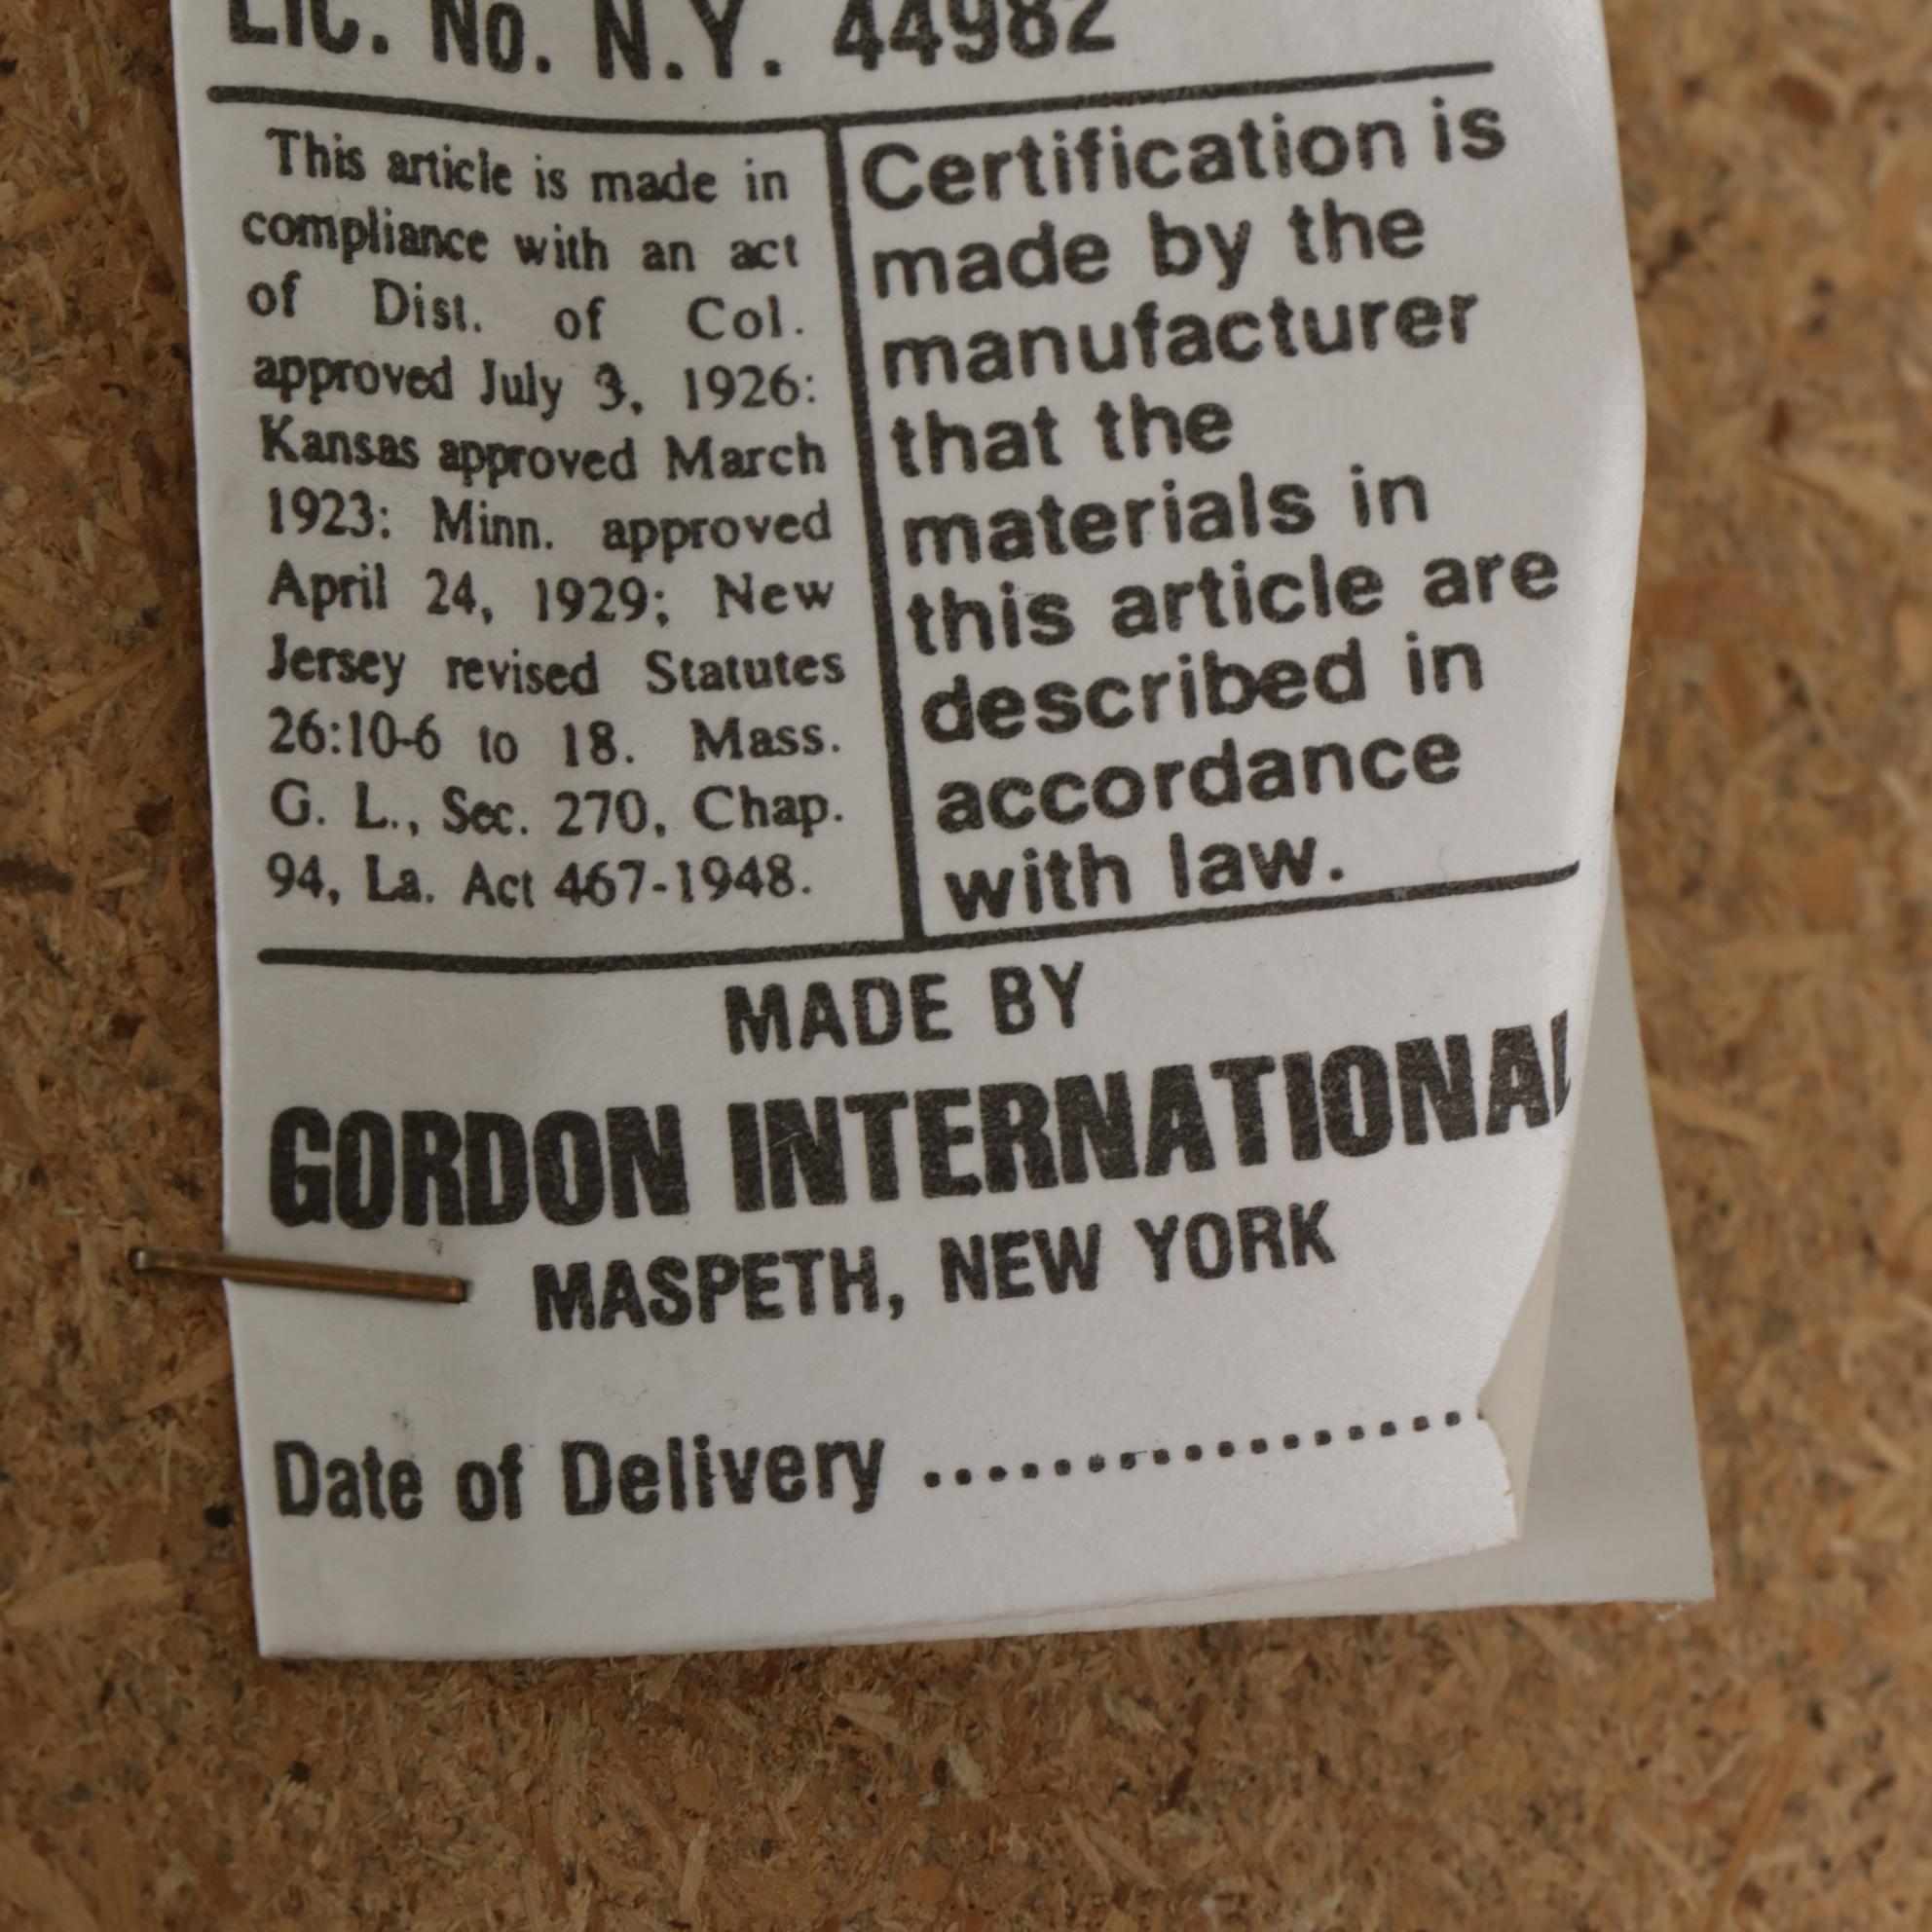 LIC. No. N.Y. 44982
This article is made in
compliance with an act
of Dist. of Col.
approved July 3, 1926:
Kansas approved March
1923: Minn. approved
April 24, 1929; New
Jersey revised Statutes
26:10-6 to 18. Mass.
G. L., Sec. 270, Chap.
94, La. Act 467-1948.
Certification is
made by the
manufacturer
that the
materials in
this article are
described in
accordance
with law.
MADE BY
GORDON INTERNATIONAL
MASPETH, NEW YORK
Date of Delivery ....................